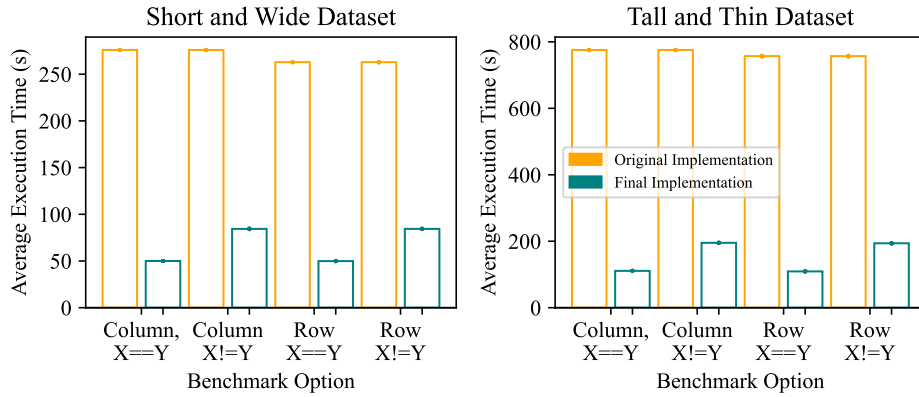 Short and Wide Dataset
Average Execution Time (s)
250
200
150
100
50
0
Column,
X==Y
Column
X!=Y
Row
X==Y
Row
X!=Y
Benchmark Option
Tall and Thin Dataset
Average Execution Time (s)
800
600
400
200
0
Original Implementation
Final Implementation
Column,
X==Y
Column
X!=Y
Row
X==Y
Row
X!=Y
Benchmark Option